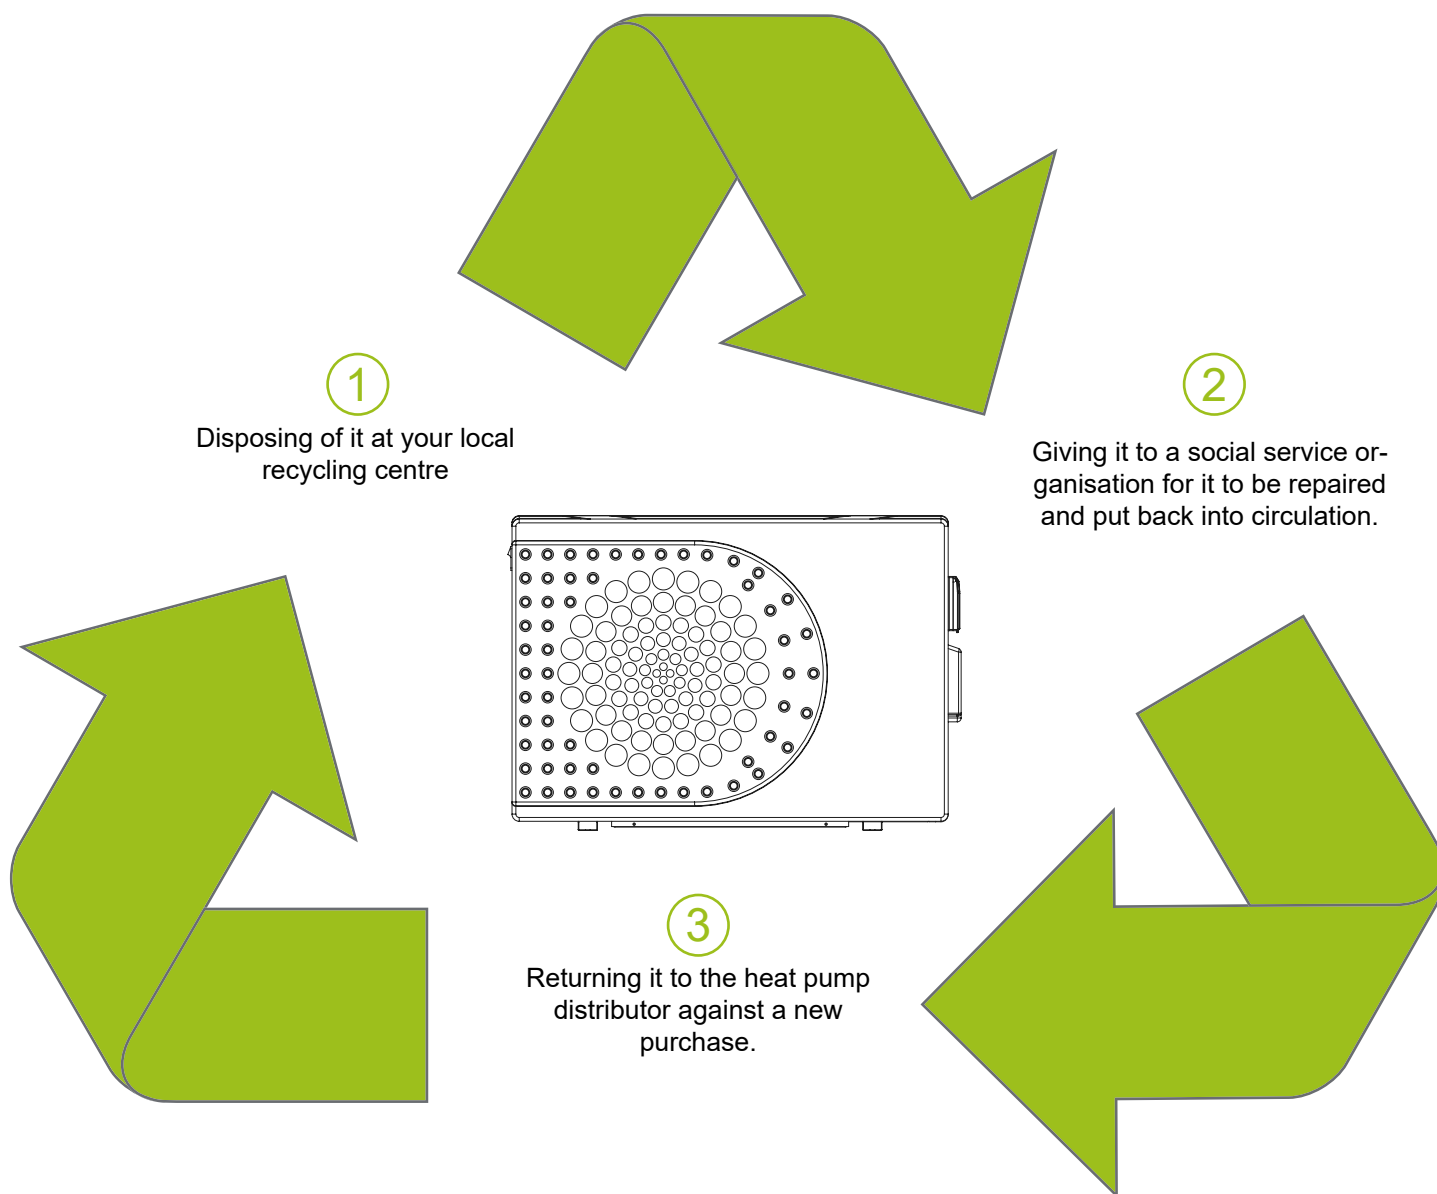 1
Disposing of it at your local
recycling centre
2
Giving it to a social service or-
ganisation for it to be repaired
and put back into circulation.
3
Returning it to the heat pump
distributor against a new
purchase.